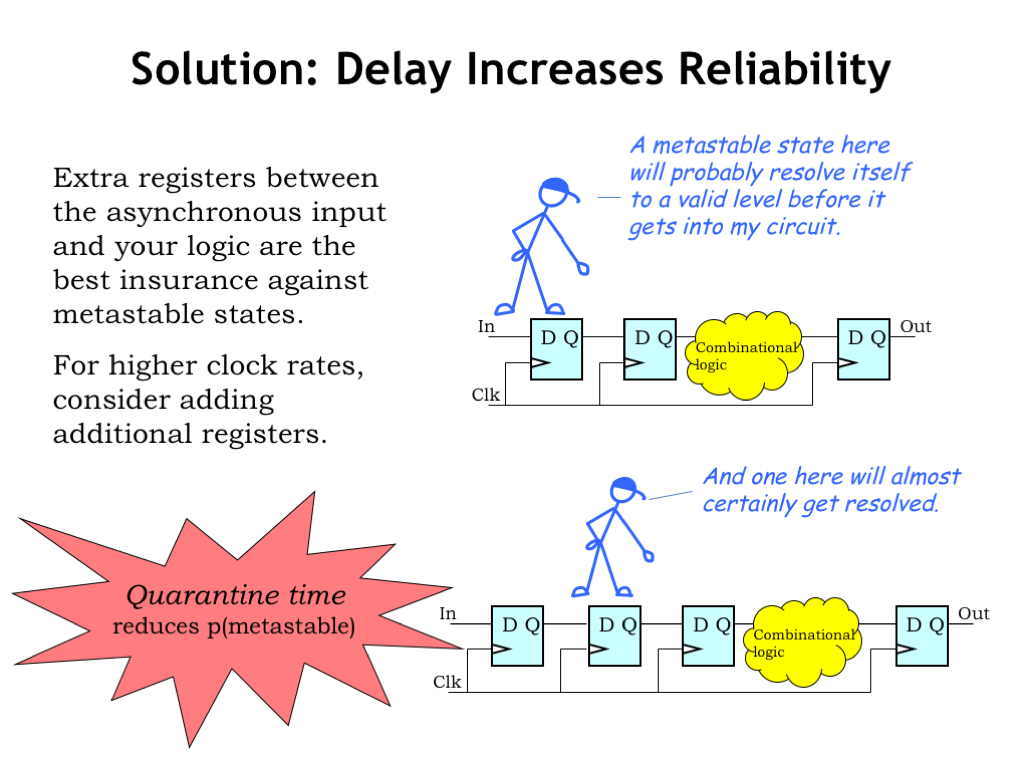 Solution: Delay Increases Reliability
Extra registers between
the asynchronous input
and your logic are the
best insurance against
metastable states.
For higher clock rates,
consider adding
additional registers.
A metastable state here
will probably resolve itself
to a valid level before it
gets into my circuit.
In
D Q
D Q
Combinational
logic
D Q
Out
Clk
And one here will almost
certainly get resolved.
Quarantine time
reduces p(metastable)
In
D Q
D Q
D Q
Combinational
logic
D Q
Out
Clk